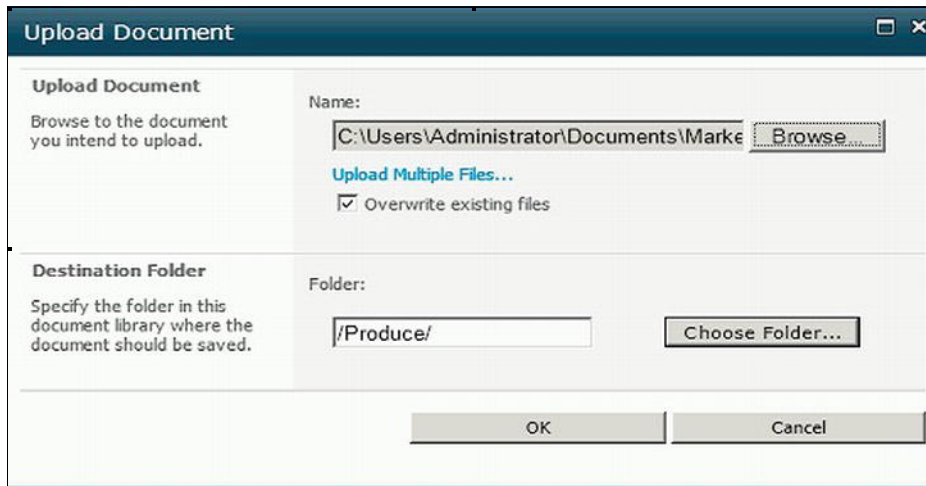 Upload Document
Upload Document
Browse to the document
you intend to upload.
Name:
C:\Users\Administrator\Documents\Marke
Browse...
Upload Multiple Files...
Overwrite existing files
Destination Folder
Specify the folder in this
document library where the
document should be saved.
Folder:
/Produce/
Choose Folder...
OK
Cancel